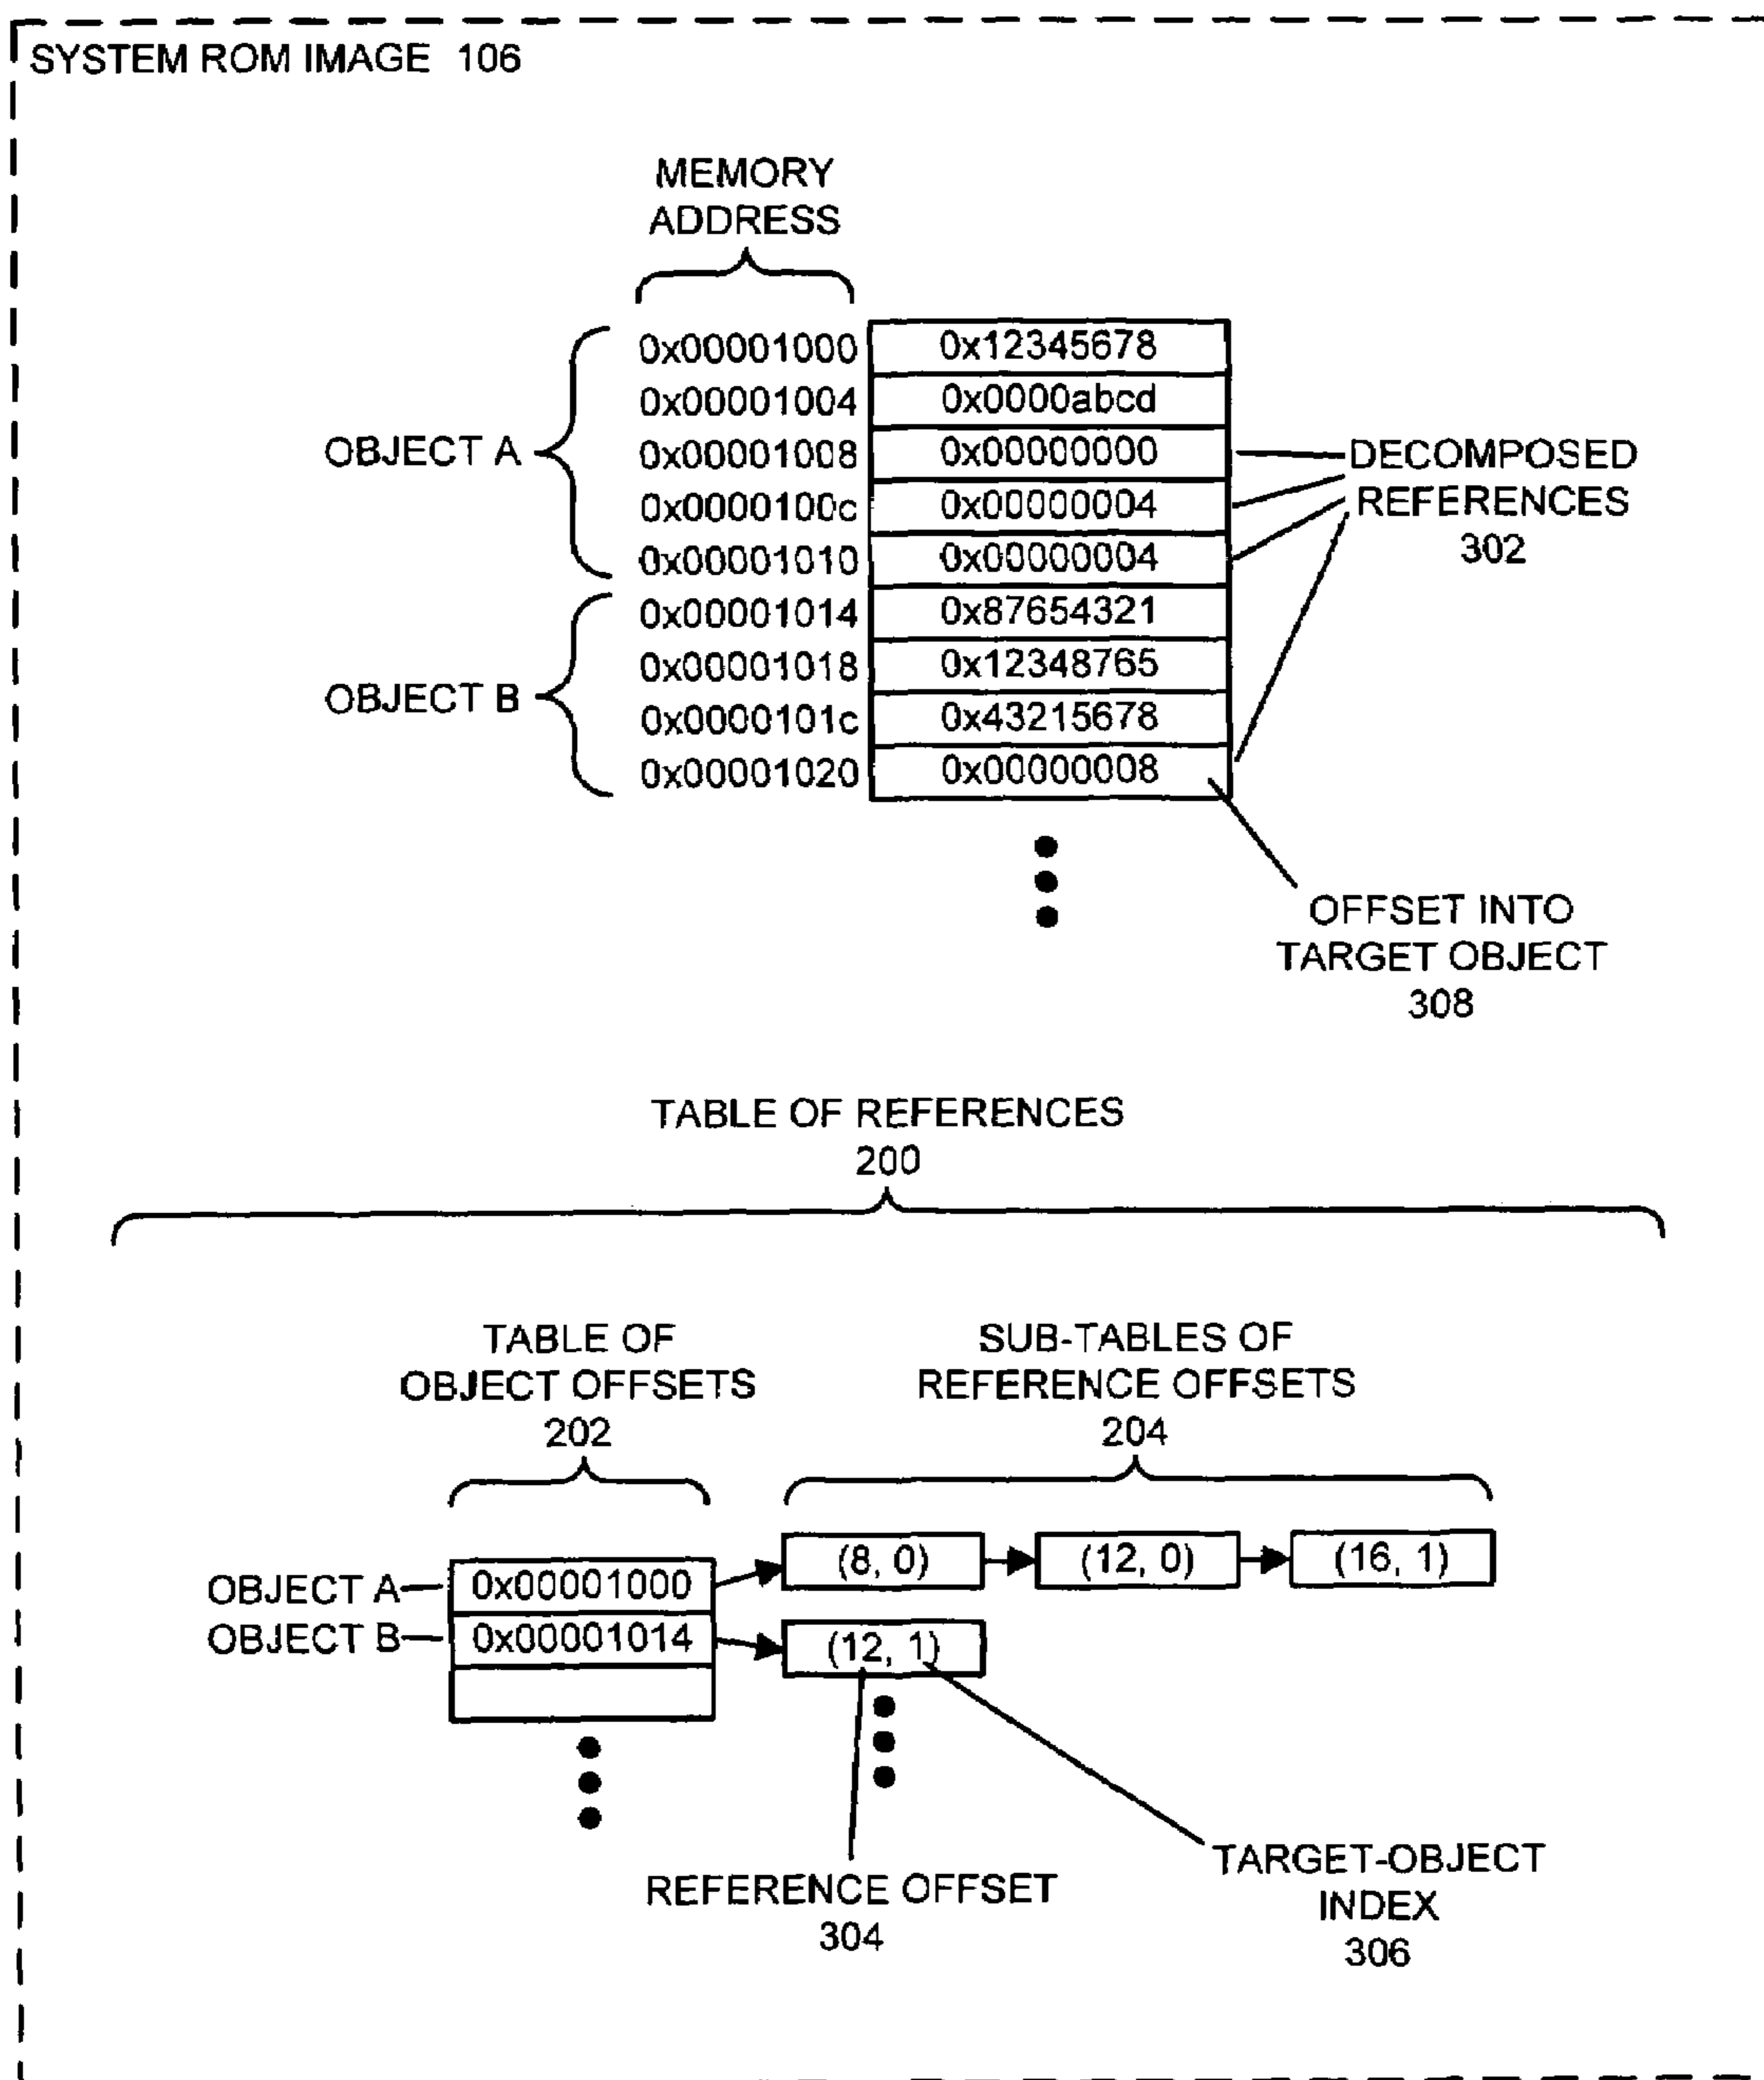 SYSTEM ROM IMAGE 106
MEMORY
ADDRESS
0x00001000 0x12345678
0x00001004 0x0000abcd
OBJECT A 0x00001008 0x00000000 DECOMPOSED
0x0000100c 0x00000004 REFERENCES
0x00001010 0x00000004 302
0x00001014 0x87654321
0x00001018 0x12348765
OBJECT B 0x0000101c 0x43215678
0x00001020 0x00000008
OFFSET INTO
TARGET OBJECT
308
TABLE OF REFERENCES
200
TABLE OF
OBJECT OFFSETS
202
SUB-TABLES OF
REFERENCE OFFSETS
204
OBJECT A 0x00001000 (8, 0) (12, 0) (16, 1)
OBJECT B 0x00001014 (12, 1)
REFERENCE OFFSET
304
TARGET-OBJECT
INDEX
306